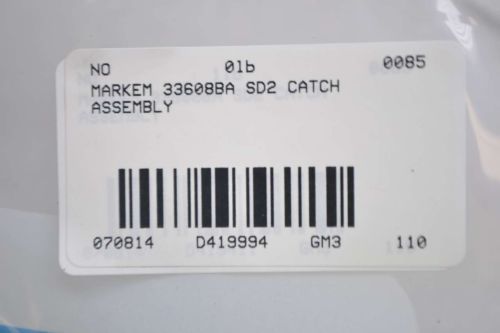 NO 01b 0085
MARKEM 33608BA SD2 CATCH
ASSEMBLY
070814 D419994 GM3 110